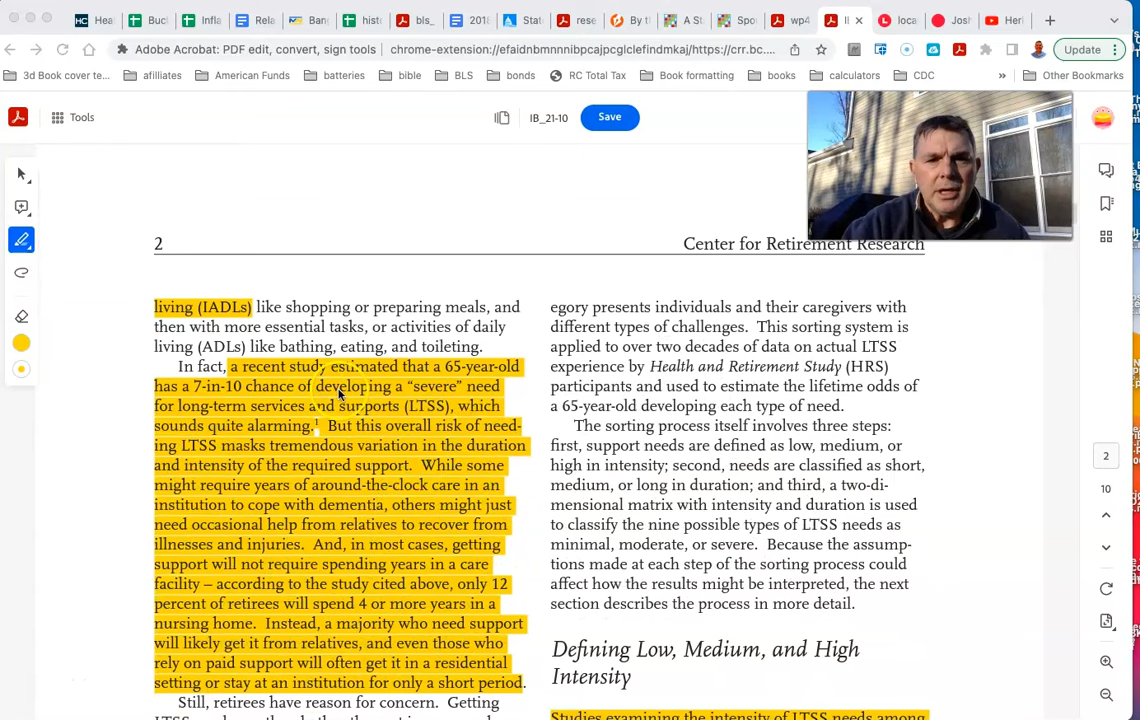 Hea
Buc
Infla
Rela
Ban
hist
bls_
2018
Stat
rese
By t
A St
Spo
wp4
II
loca
Josh
Her
Adobe Acrobat: PDF edit, convert, sign tools
chrome-extension://efaidnbmnnnibpcajpcglclefindmkaj/https://crr.bc....
Update
3d Book cover te...
afilliates
American Funds
batteries
bible
BLS
bonds
RC Total Tax
Book formatting
books
calculators
CDC
»
Other Bookmarks
Tools
IB_21-10
Save
2
Center for Retirement Research
living (IADLs) like shopping or preparing meals, and
then with more essential tasks, or activities of daily
living (ADLs) like bathing, eating, and toileting.
In fact, a recent study estimated that a 65-year-old
has a 7-in-10 chance of developing a “severe” need
for long-term services and supports (LTSS), which
sounds quite alarming.1 But this overall risk of need-
ing LTSS masks tremendous variation in the duration
and intensity of the required support. While some
might require years of around-the-clock care in an
institution to cope with dementia, others might just
need occasional help from relatives to recover from
illnesses and injuries. And, in most cases, getting
support will not require spending years in a care
facility – according to the study cited above, only 12
percent of retirees will spend 4 or more years in a
nursing home. Instead, a majority who need support
will likely get it from relatives, and even those who
rely on paid support will often get it in a residential
setting or stay at an institution for only a short period.
Still, retirees have reason for concern. Getting
egory presents individuals and their caregivers with
different types of challenges. This sorting system is
applied to over two decades of data on actual LTSS
experience by Health and Retirement Study (HRS)
participants and used to estimate the lifetime odds of
a 65-year-old developing each type of need.
The sorting process itself involves three steps:
first, support needs are defined as low, medium, or
high in intensity; second, needs are classified as short,
medium, or long in duration; and third, a two-di-
mensional matrix with intensity and duration is used
to classify the nine possible types of LTSS needs as
minimal, moderate, or severe. Because the assump-
tions made at each step of the sorting process could
affect how the results might be interpreted, the next
section describes the process in more detail.
Defining Low, Medium, and High
Intensity
Studies examining the intensity of LTSS needs among
2
10